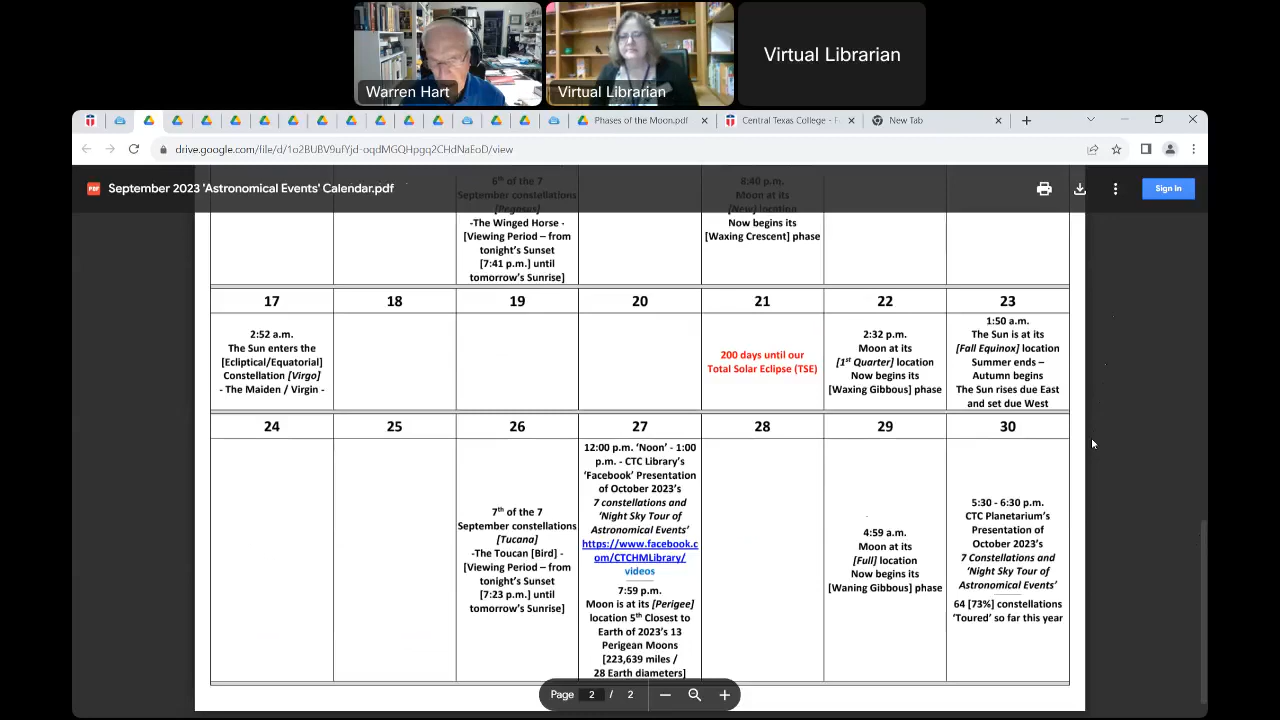 Warren Hart
Virtual Librarian
Virtual Librarian
Phases of the Moon.pdf
Central Texas College - F
New Tab
drive.google.com/file/d/1o2BUBV9ufYjd-oqdMGQHpgq2CHdNaEoD/view
September 2023 'Astronomical Events' Calendar.pdf
Sign in
6th of the 7
September constellations
[Pegasus]
-The Winged Horse -
[Viewing Period – from
tonight's Sunset
[7:41 p.m.] until
tomorrow's Sunrise]
8:40 p.m.
Moon at its
[New] location
Now begins its
[Waxing Crescent] phase
17
18
19
20
21
22
23
2:52 a.m.
The Sun enters the
[Ecliptical/Equatorial]
Constellation [Virgo]
- The Maiden / Virgin -
200 days until our
Total Solar Eclipse (TSE)
2:32 p.m.
Moon at its
[1st Quarter] location
Now begins its
[Waxing Gibbous] phase
1:50 a.m.
The Sun is at its
[Fall Equinox] location
Summer ends –
Autumn begins
The Sun rises due East
and set due West
24
25
26
27
28
29
30
7th of the 7
September constellations
[Tucana]
-The Toucan [Bird] -
[Viewing Period – from
tonight's Sunset
[7:23 p.m.] until
tomorrow's Sunrise]
12:00 p.m. 'Noon' - 1:00
p.m. - CTC Library's
'Facebook' Presentation
of October 2023's
7 constellations and
'Night Sky Tour of
Astronomical Events'
https://www.facebook.c
om/CTCHMLibrary/
videos
7:59 p.m.
Moon is at its [Perigee]
location 5th Closest to
Earth of 2023's 13
Perigean Moons
[223,639 miles /
28 Earth diameters]
4:59 a.m.
Moon at its
[Full] location
Now begins its
[Waning Gibbous] phase
5:30 - 6:30 p.m.
CTC Planetarium's
Presentation of
October 2023's
7 Constellations and
'Night Sky Tour of
Astronomical Events'
64 [73%] constellations
'Toured' so far this year
Page 2 / 2